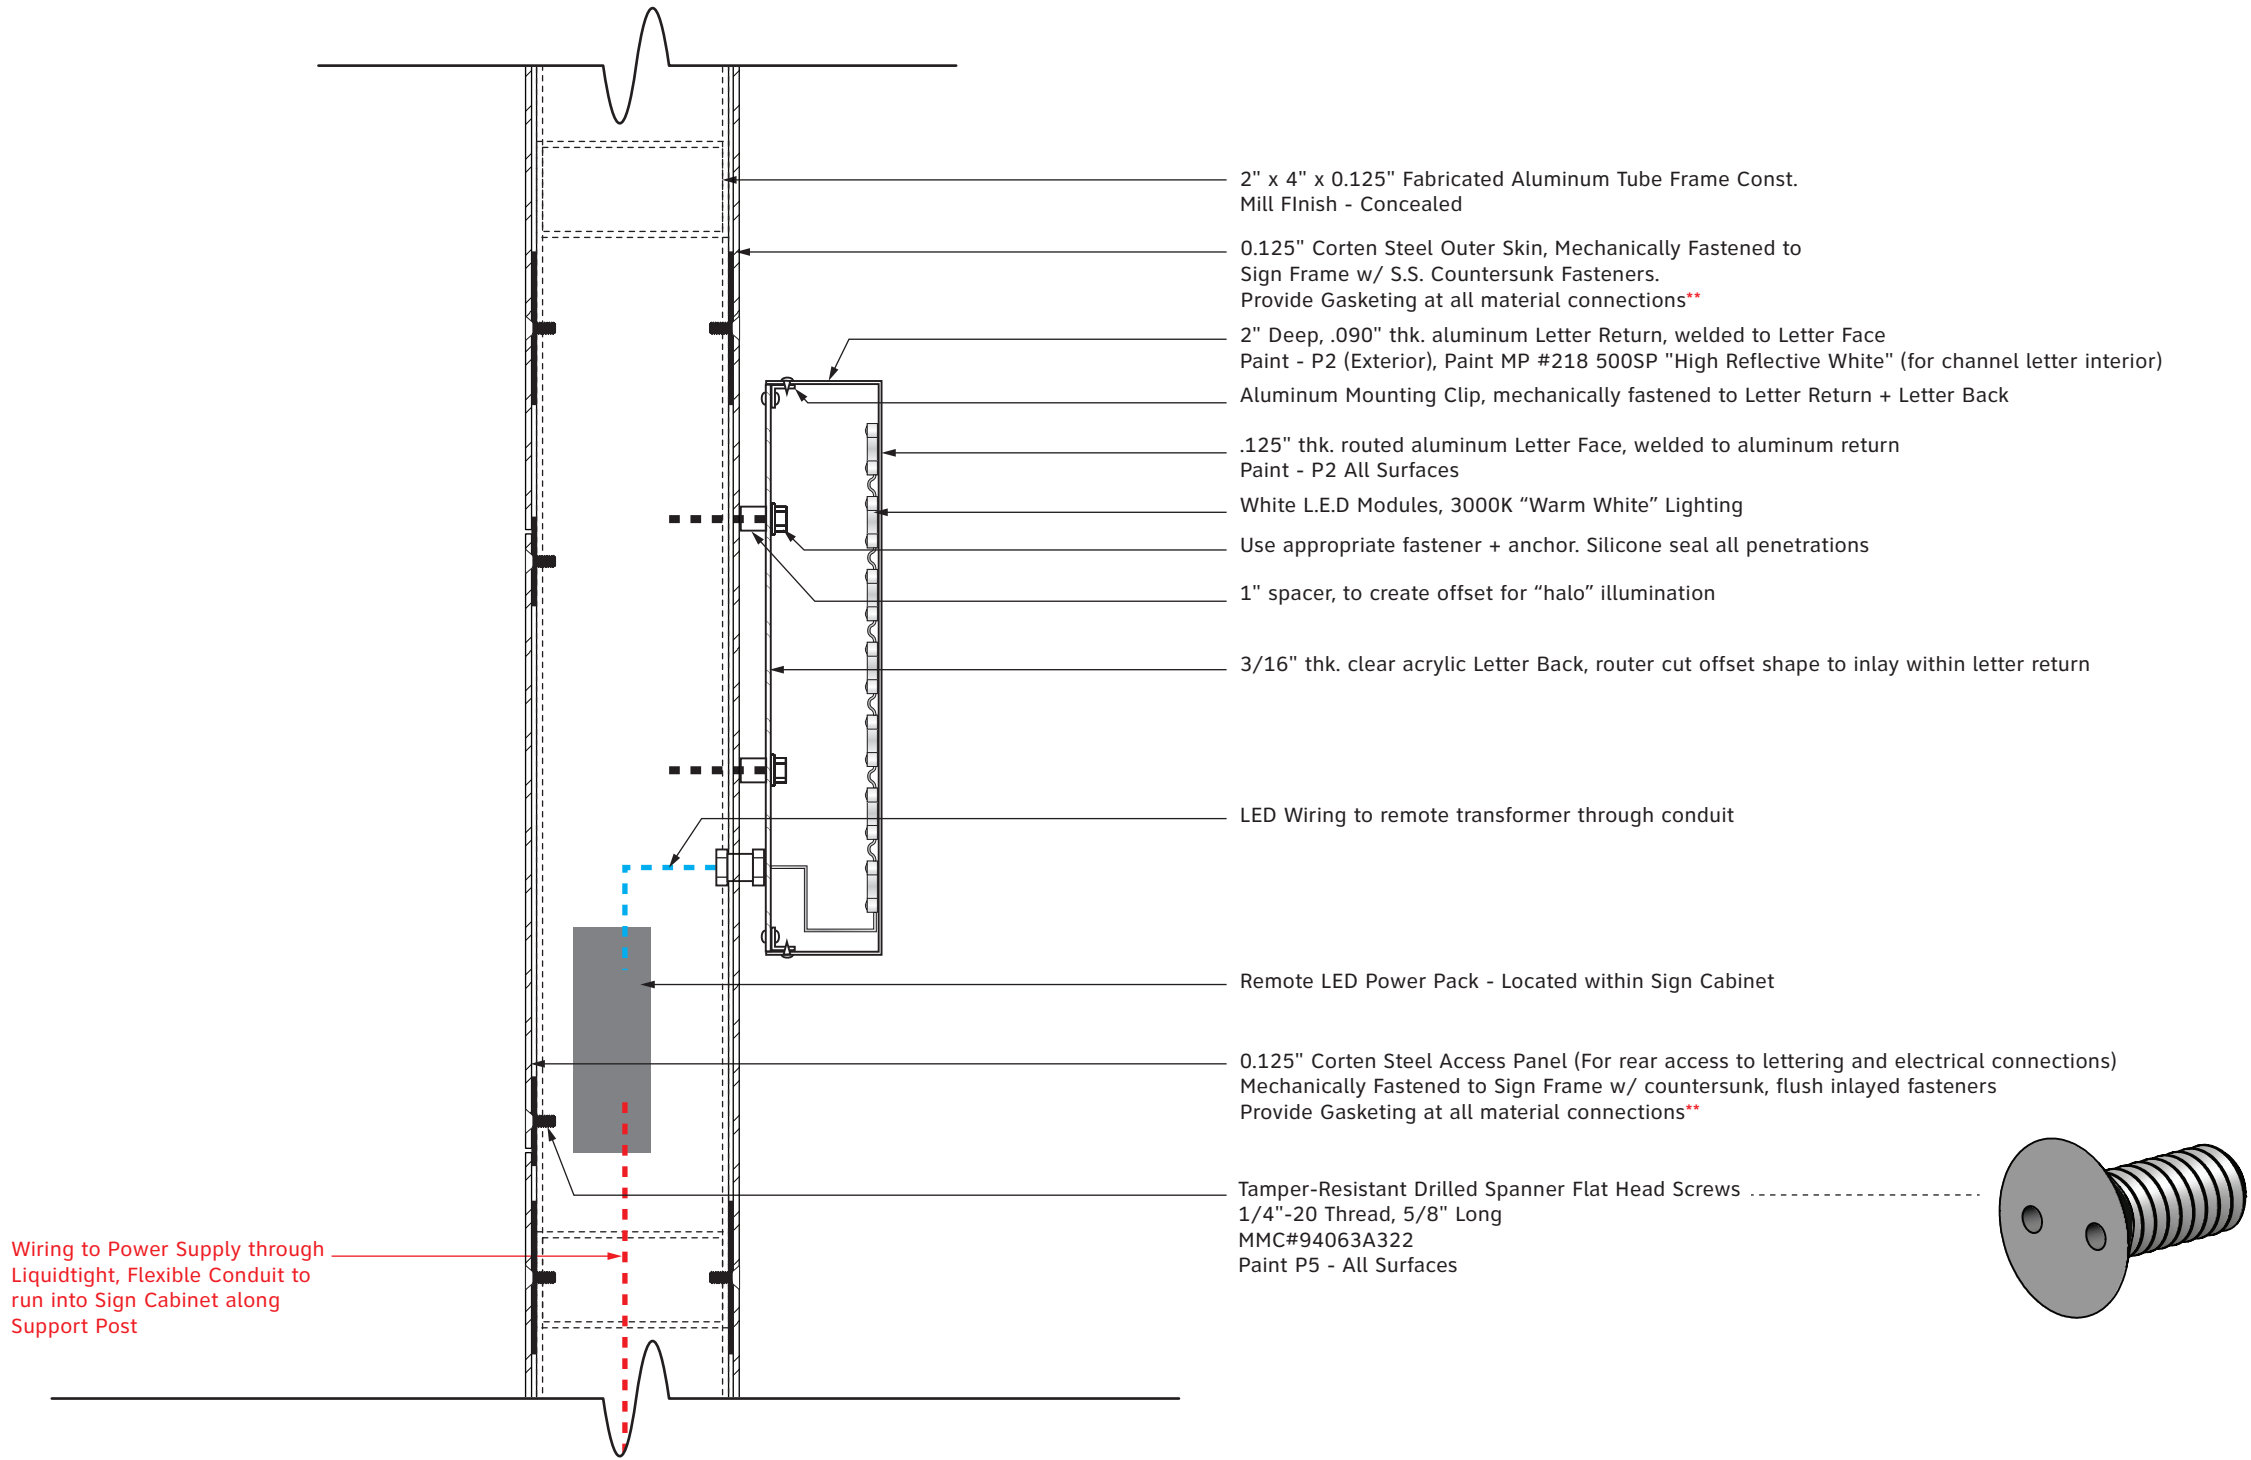 2" x 4" x 0.125" Fabricated Aluminum Tube Frame Const.
Mill FInish - Concealed
0.125" Corten Steel Outer Skin, Mechanically Fastened to
Sign Frame w/ S.S. Countersunk Fasteners.
Provide Gasketing at all material connections**
2" Deep, .090" thk. aluminum Letter Return, welded to Letter Face
Paint - P2 (Exterior), Paint MP #218 500SP "High Reflective White" (for channel letter interior)
Aluminum Mounting Clip, mechanically fastened to Letter Return + Letter Back
.125" thk. routed aluminum Letter Face, welded to aluminum return
Paint - P2 All Surfaces
White L.E.D Modules, 3000K “Warm White” Lighting
Use appropriate fastener + anchor. Silicone seal all penetrations
1" spacer, to create offset for “halo” illumination
3/16" thk. clear acrylic Letter Back, router cut offset shape to inlay within letter return
LED Wiring to remote transformer through conduit
Remote LED Power Pack - Located within Sign Cabinet
0.125" Corten Steel Access Panel (For rear access to lettering and electrical connections)
Mechanically Fastened to Sign Frame w/ countersunk, flush inlayed fasteners
Provide Gasketing at all material connections**
Tamper-Resistant Drilled Spanner Flat Head Screws
1/4"-20 Thread, 5/8" Long
MMC#94063A322
Paint P5 - All Surfaces
Wiring to Power Supply through
Liquidtight, Flexible Conduit to
run into Sign Cabinet along
Support Post